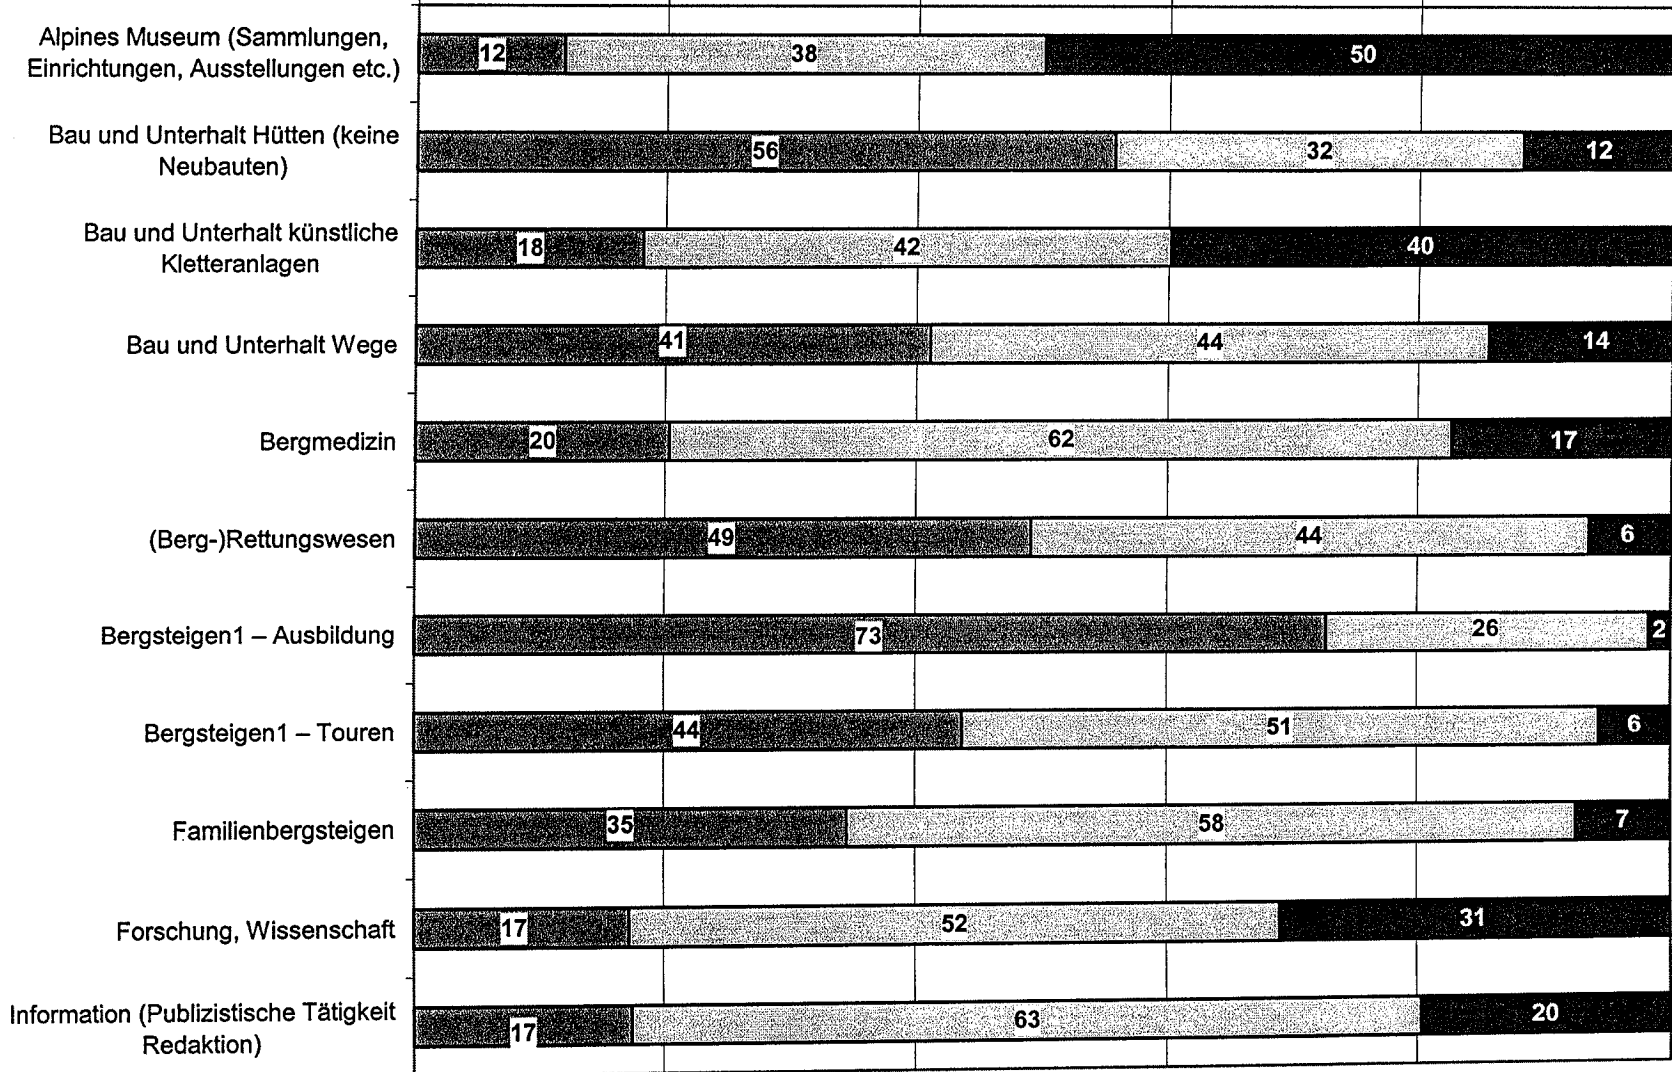 Alpines Museum (Sammlungen,
Einrichtungen, Ausstellungen etc.)
12 38 50
Bau und Unterhalt Hütten (keine
Neubauten)
56 32 12
Bau und Unterhalt künstliche
Kletteranlagen
18 42 40
Bau und Unterhalt Wege
41 44 14
Bergmedizin
20 62 17
(Berg-)Rettungswesen
49 44 6
Bergsteigen1 – Ausbildung
73 26 2
Bergsteigen1 – Touren
44 51 6
Familienbergsteigen
35 58 7
Forschung, Wissenschaft
17 52 31
Information (Publizistische Tätigkeit
Redaktion)
17 63 20